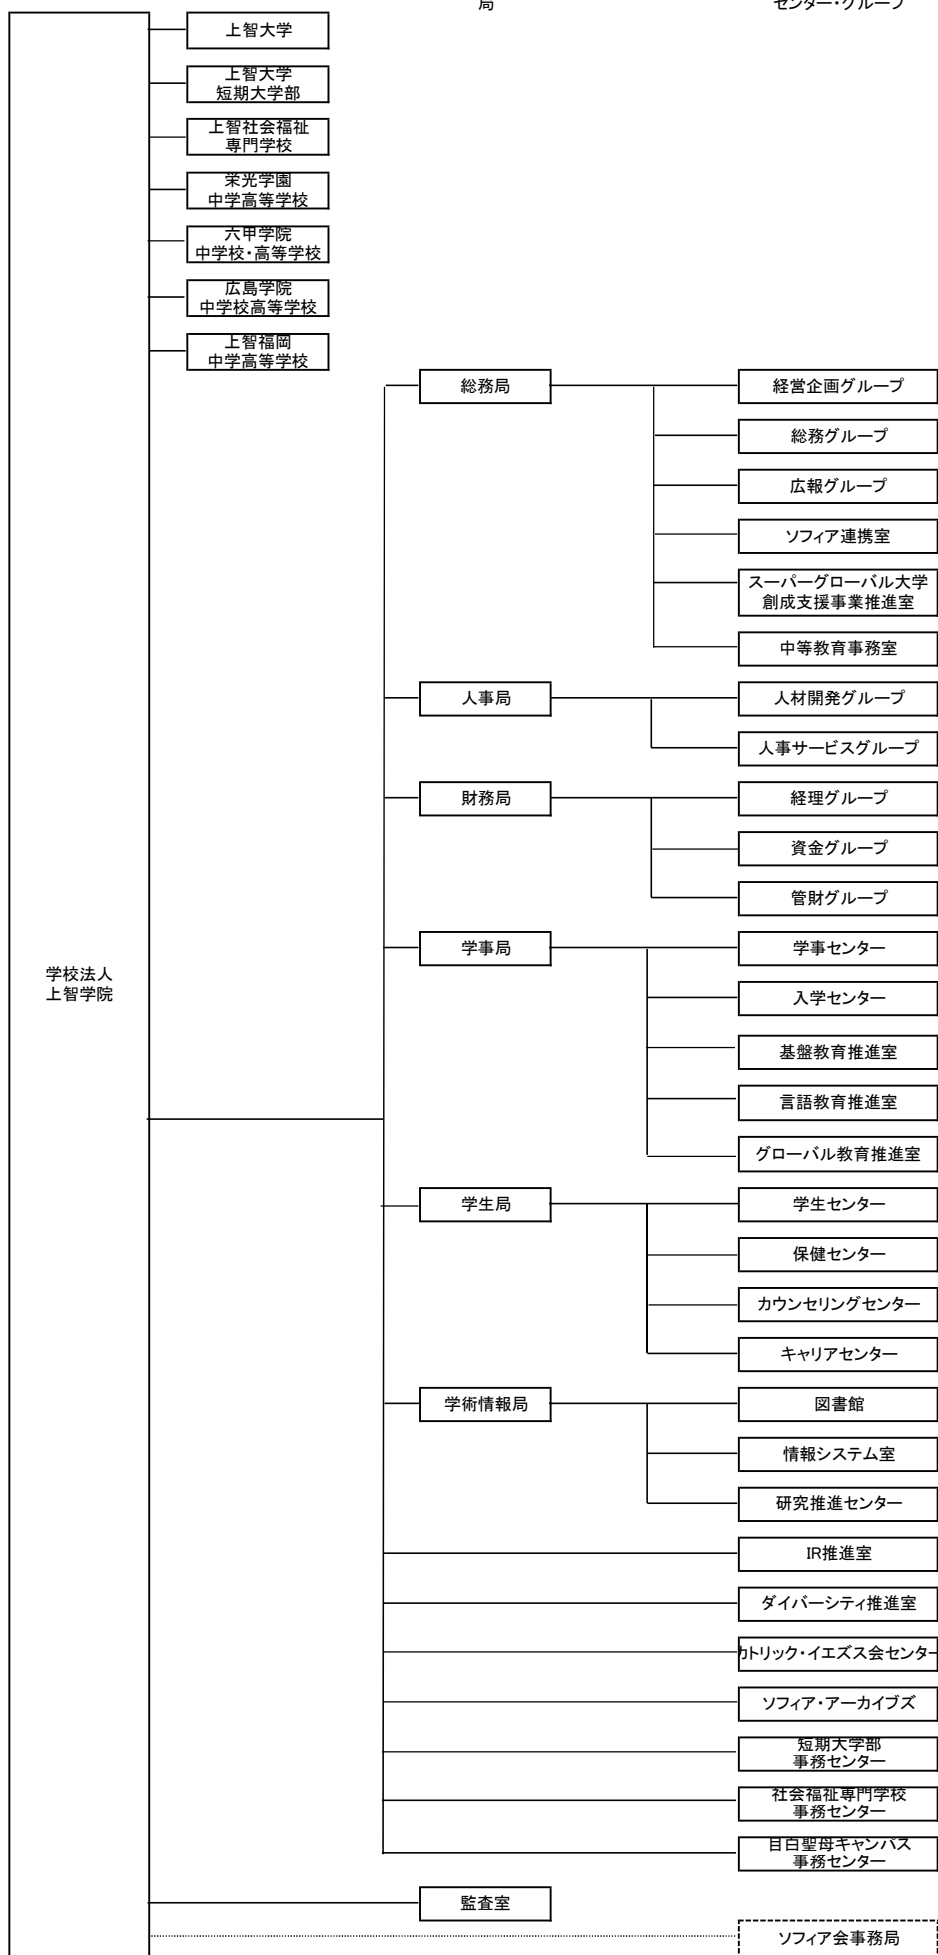 局
センター・グループ
上智大学
上智大学
短期大学部
上智社会福祉
専門学校
栄光学園
中学高等学校
六甲学院
中学校・高等学校
広島学院
中学校高等学校
上智福岡
中学高等学校
総務局
経営企画グループ
総務グループ
広報グループ
ソフィア連携室
スーパーグローバル大学
創成支援事業推進室
中等教育事務室
人事局
人材開発グループ
人事サービスグループ
財務局
経理グループ
資金グループ
管財グループ
学事局
学事センター
学校法人
上智学院
入学センター
基盤教育推進室
言語教育推進室
グローバル教育推進室
学生局
学生センター
保健センター
カウンセリングセンター
キャリアセンター
学術情報局
図書館
情報システム室
研究推進センター
IR推進室
ダイバーシティ推進室
カトリック・イエズス会センター
ソフィア・アーカイブズ
短期大学部
事務センター
社会福祉専門学校
事務センター
目白聖母キャンパス
事務センター
監査室
ソフィア会事務局